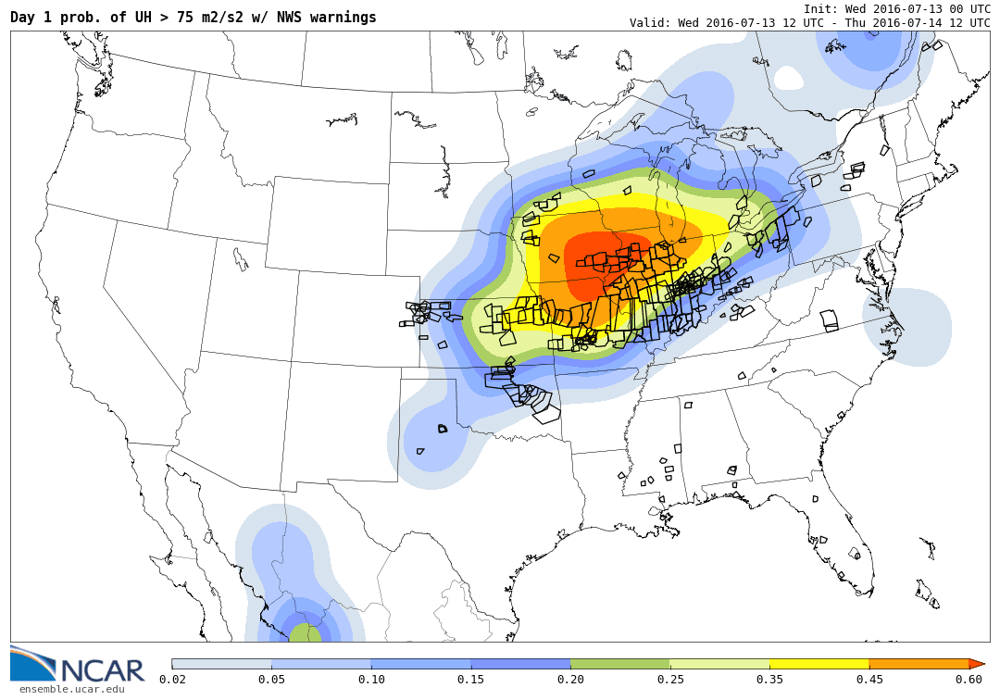 Day 1 prob. of UH > 75 m2/s2 w/ NWS warnings
Init: Wed 2016-07-13 00 UTC
Valid: Wed 2016-07-13 12 UTC - Thu 2016-07-14 12 UTC
NCAR
ensemble.ucar.edu
0.02 0.05 0.10 0.15 0.20 0.25 0.35 0.45 0.60